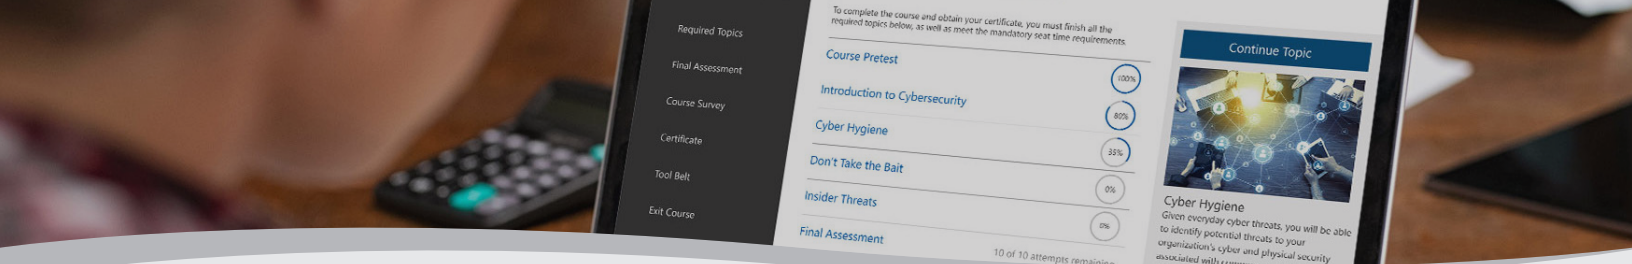 To complete the course and obtain your certificate, you must finish all the
required topics below, as well as meet the mandatory seat time requirements.
Required Topics
Final Assessment
Course Survey
Certificate
Tool Belt
Exit Course
Course Pretest
100%
Introduction to Cybersecurity
80%
Cyber Hygiene
35%
Don't Take the Bait
0%
Insider Threats
0%
Final Assessment
10 of 10 attempts remaining
Continue Topic
Cyber Hygiene
Given everyday cyber threats, you will be able
to identify potential threats to your
organization's cyber and physical security
associated with